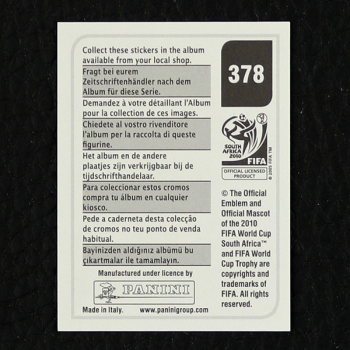 Collect these stickers in the album
available from your local shop.
Fragt bei eurem
Zeitschriftenhändler nach dem
Album für diese Serie.
Demandez à votre détaillant l'Album
pour la collection de ces images.
Chiedete al vostro rivenditore
l'album per la raccolta di queste
figurine.
Het album en de andere
plaatjes zijn verkrijgbaar bij de
tijdschrifthandelaar.
Para coleccionar estos cromos
compra tu álbum en cualquier
kiosco.
Pede a caderneta desta colecção
de cromos no teu ponto de venda
habitual.
Bayinizden aldığınız albümü bu
çıkartmalar ile tamamlayın.
Manufactured under licence by
PANINI
Made in Italy. www.paninigroup.com
378
SOUTH AFRICA
2010
FIFA
© 2005 FIFA TM
OFFICIAL LICENSED
PRODUCT
© The Official
Emblem and
Official Mascot
of the 2010
FIFA World Cup
South Africa™
and FIFA World
Cup Trophy are
copyrights and
trademarks of
FIFA. All rights
reserved.